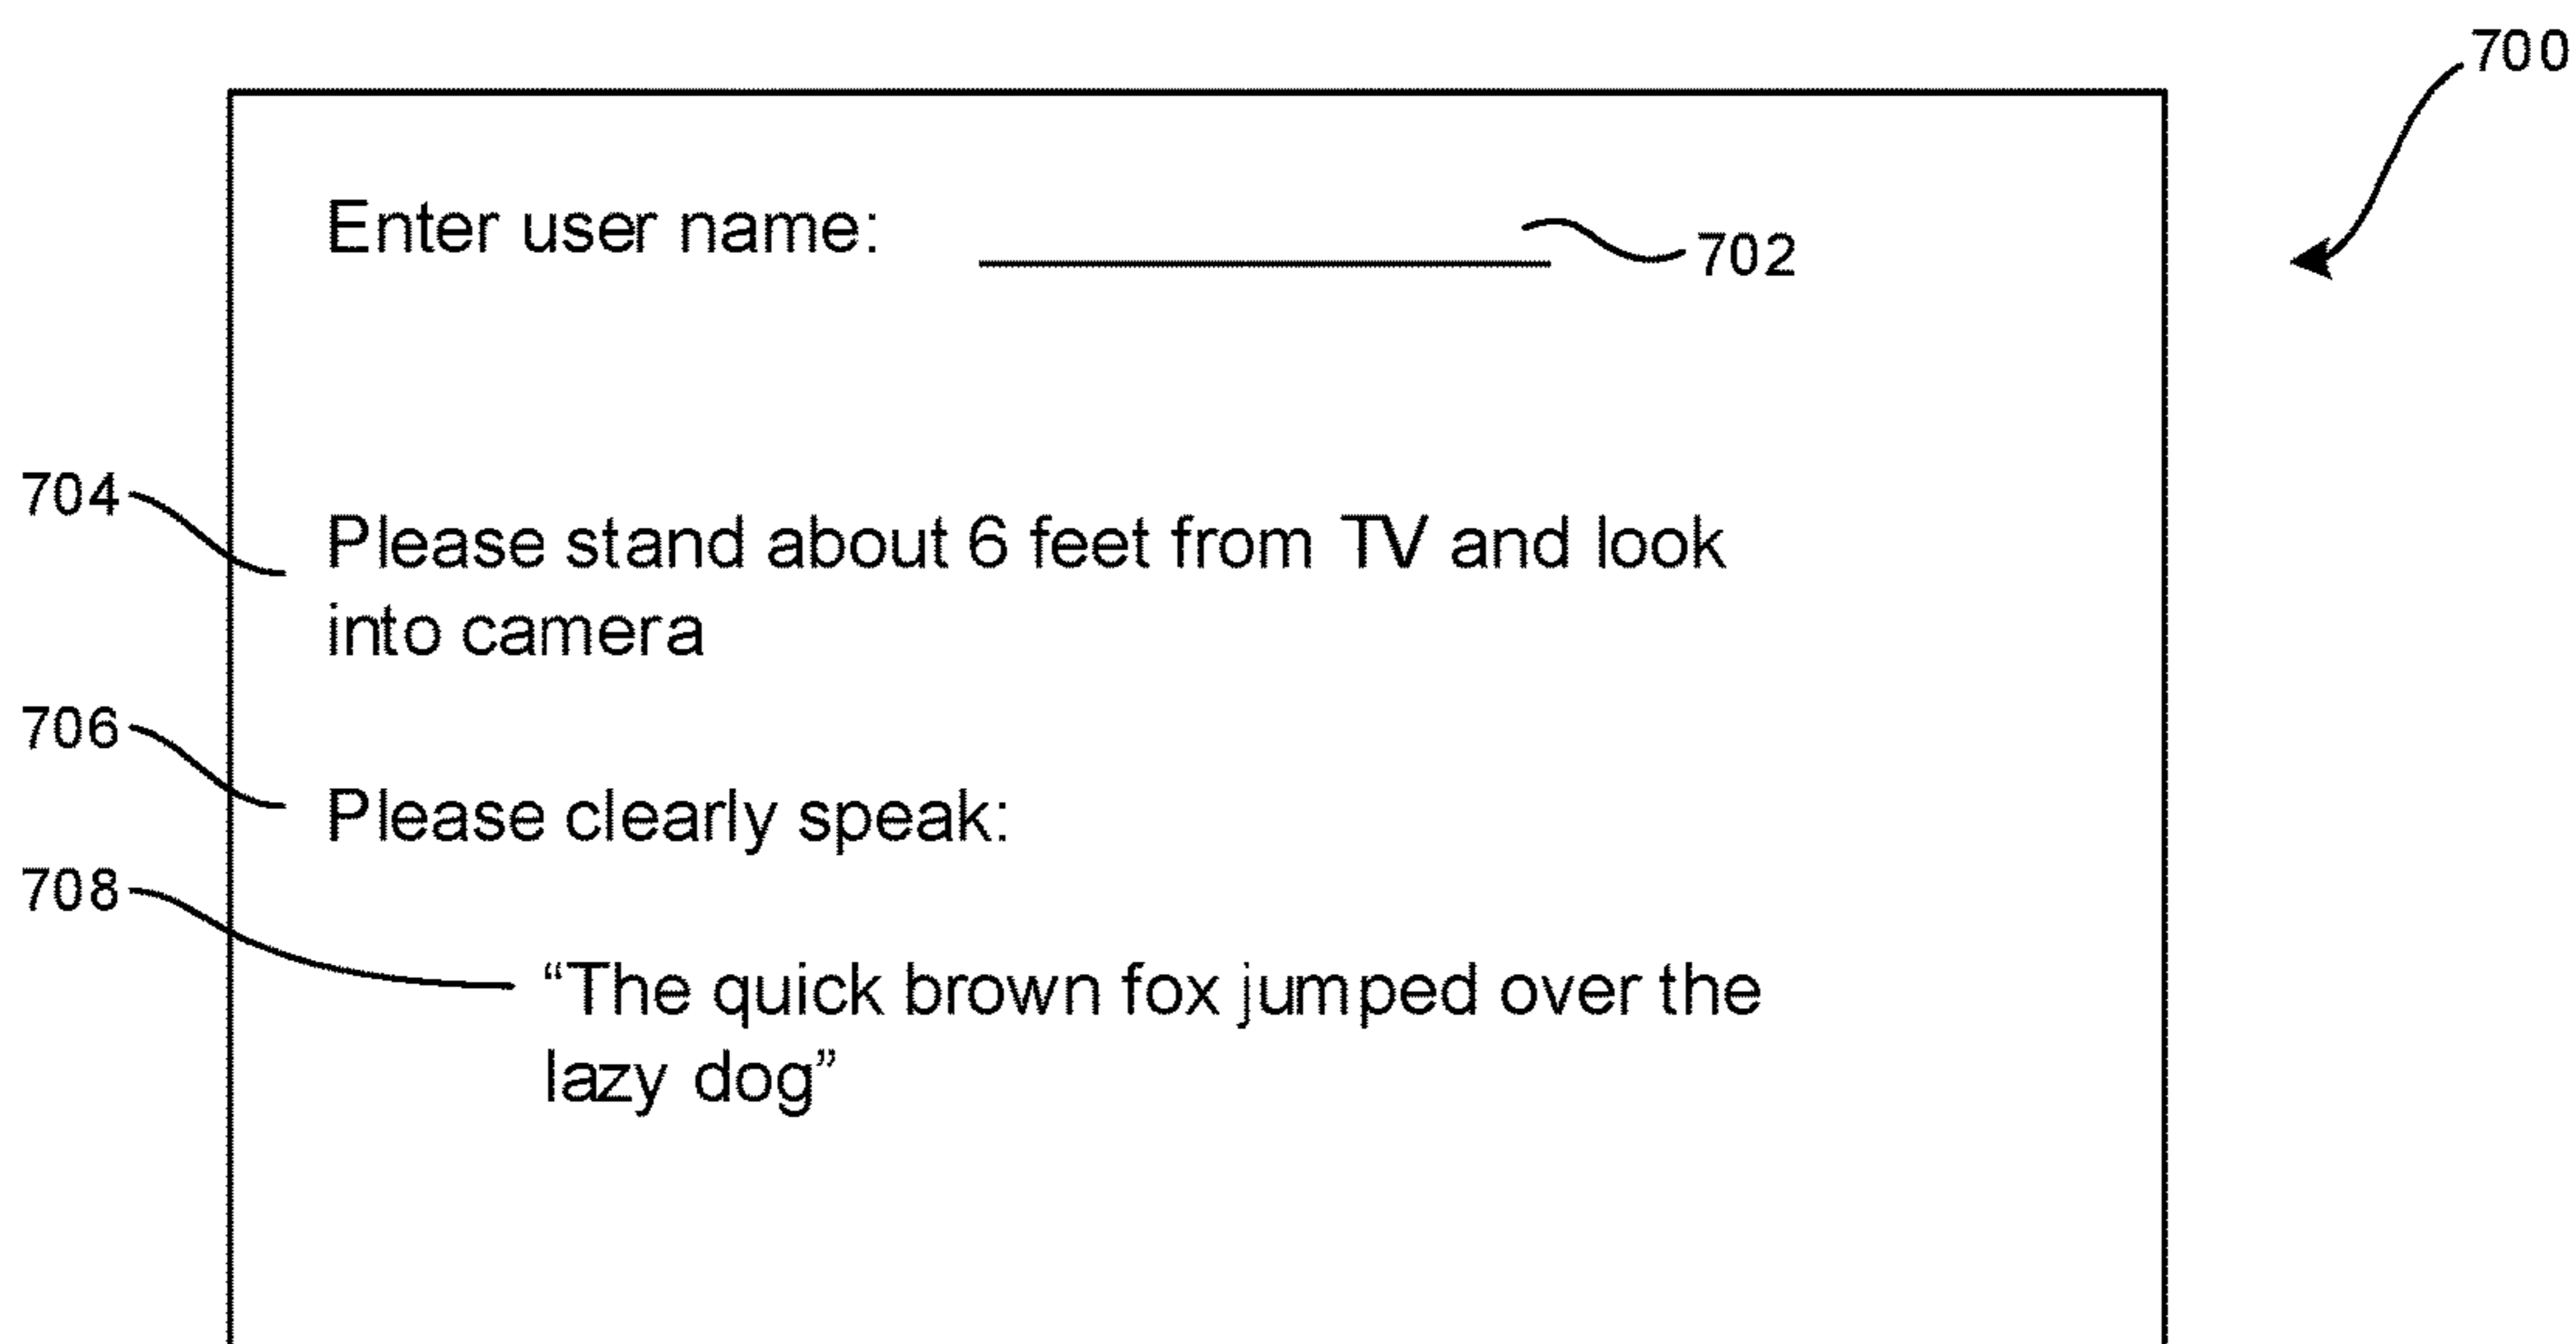 700
Enter user name:
702
704
Please stand about 6 feet from TV and look
into camera
706
Please clearly speak:
708
“The quick brown fox jumped over the
lazy dog”